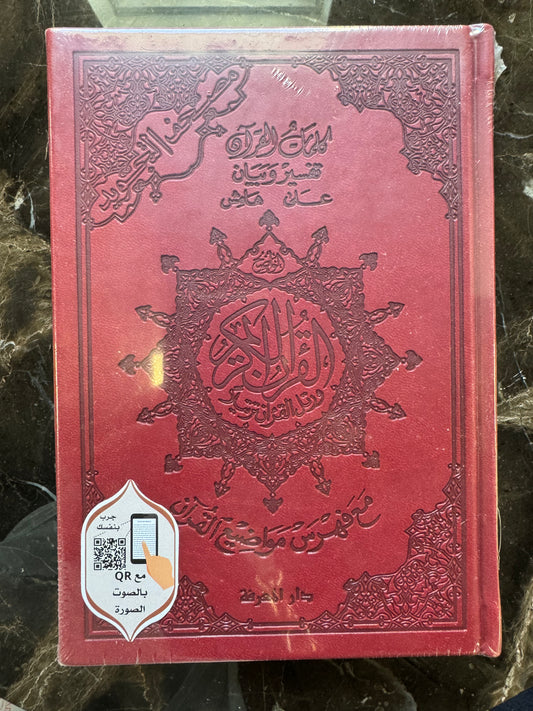 مصحف التجويد
كلمات القرآن
تفسير وبيان
على هامش
القرآن الكريم
ورتل القرآن ترتيلا
مع فهرس مواضيع القرآن
دار المعرفة
جرب
بنفسك
مع QR
بالصوت
الصورة